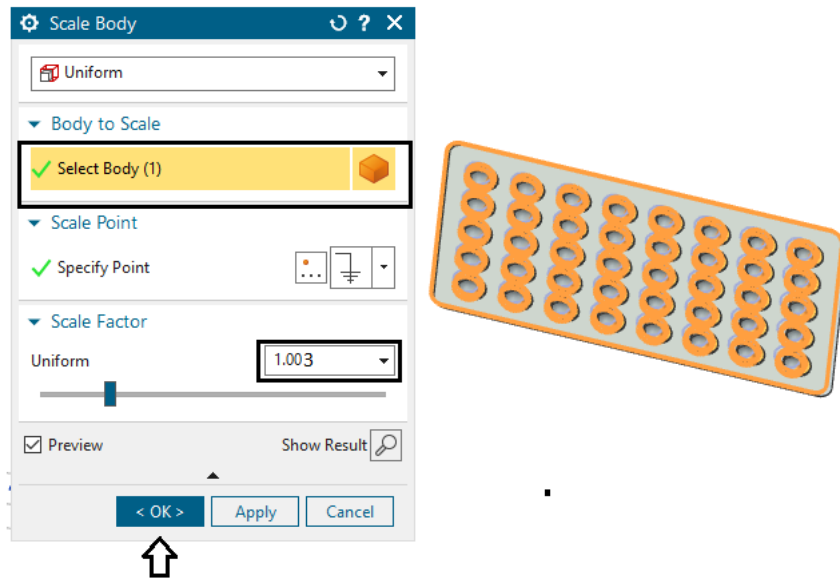 Scale Body
Uniform
Body to Scale
Select Body (1)
Scale Point
Specify Point
Scale Factor
Uniform 1.003
Preview Show Result
< OK > Apply Cancel